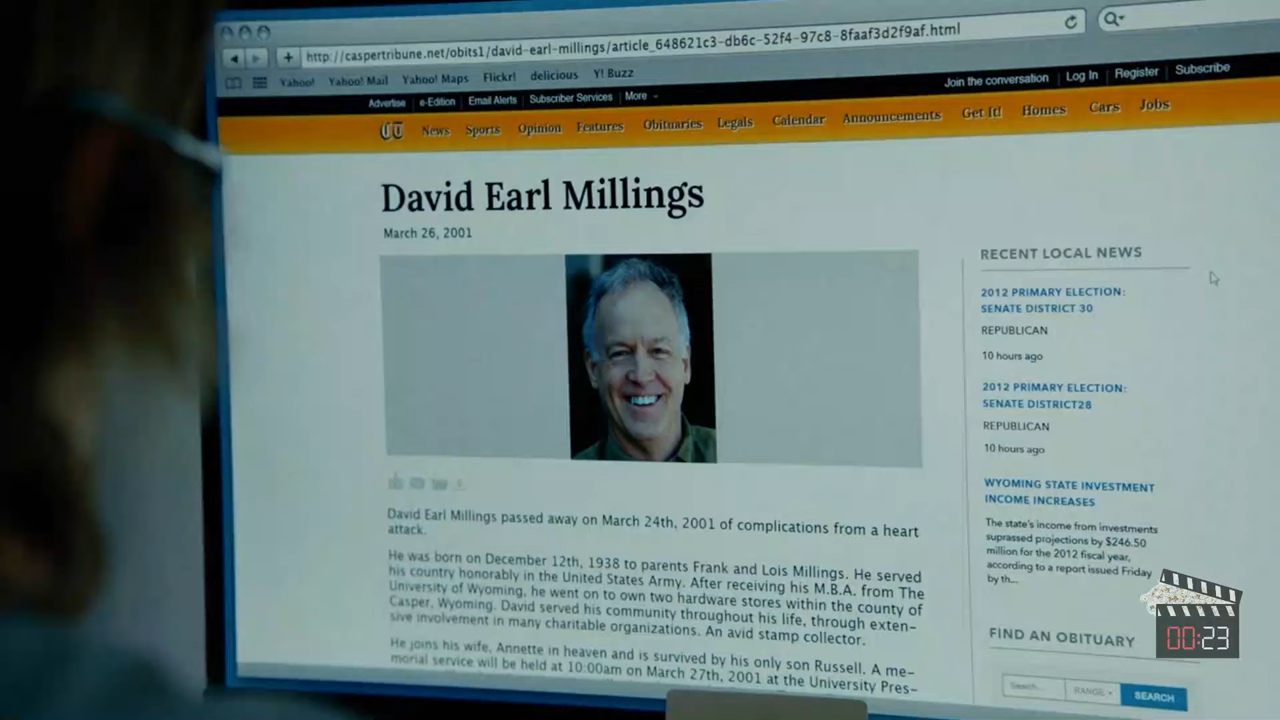 http://caspertribune.net/obits1/david-earl-millings/article_648621c3-db6c-52f4-97c8-8faaf3d2f9af.html
Yahoo! Yahoo! Mail Yahoo! Maps Flickr! delicious Y! Buzz
Join the conversation Log In Register Subscribe
Advertise e-Edition Email Alerts Subscriber Services More
CT News Sports Opinion Features Obituaries Legals Calendar Announcements Get It! Homes Cars Jobs
David Earl Millings
March 26, 2001
David Earl Millings passed away on March 24th, 2001 of complications from a heart
attack.
He was born on December 12th, 1938 to parents Frank and Lois Millings. He served
his country honorably in the United States Army. After receiving his M.B.A. from The
University of Wyoming, he went on to own two hardware stores within the county of
Casper, Wyoming. David served his community throughout his life, through exten-
sive involvement in many charitable organizations. An avid stamp collector.
He joins his wife, Annette in heaven and is survived by his only son Russell. A me-
morial service will be held at 10:00am on March 27th, 2001 at the University Pres-
RECENT LOCAL NEWS
2012 PRIMARY ELECTION:
SENATE DISTRICT 30
REPUBLICAN
10 hours ago
2012 PRIMARY ELECTION:
SENATE DISTRICT28
REPUBLICAN
10 hours ago
WYOMING STATE INVESTMENT
INCOME INCREASES
The state's income from investments
suprassed projections by $246.50
million for the 2012 fiscal year,
according to a report issued Friday
by th...
FIND AN OBITUARY
Search... RANGE SEARCH
00:23